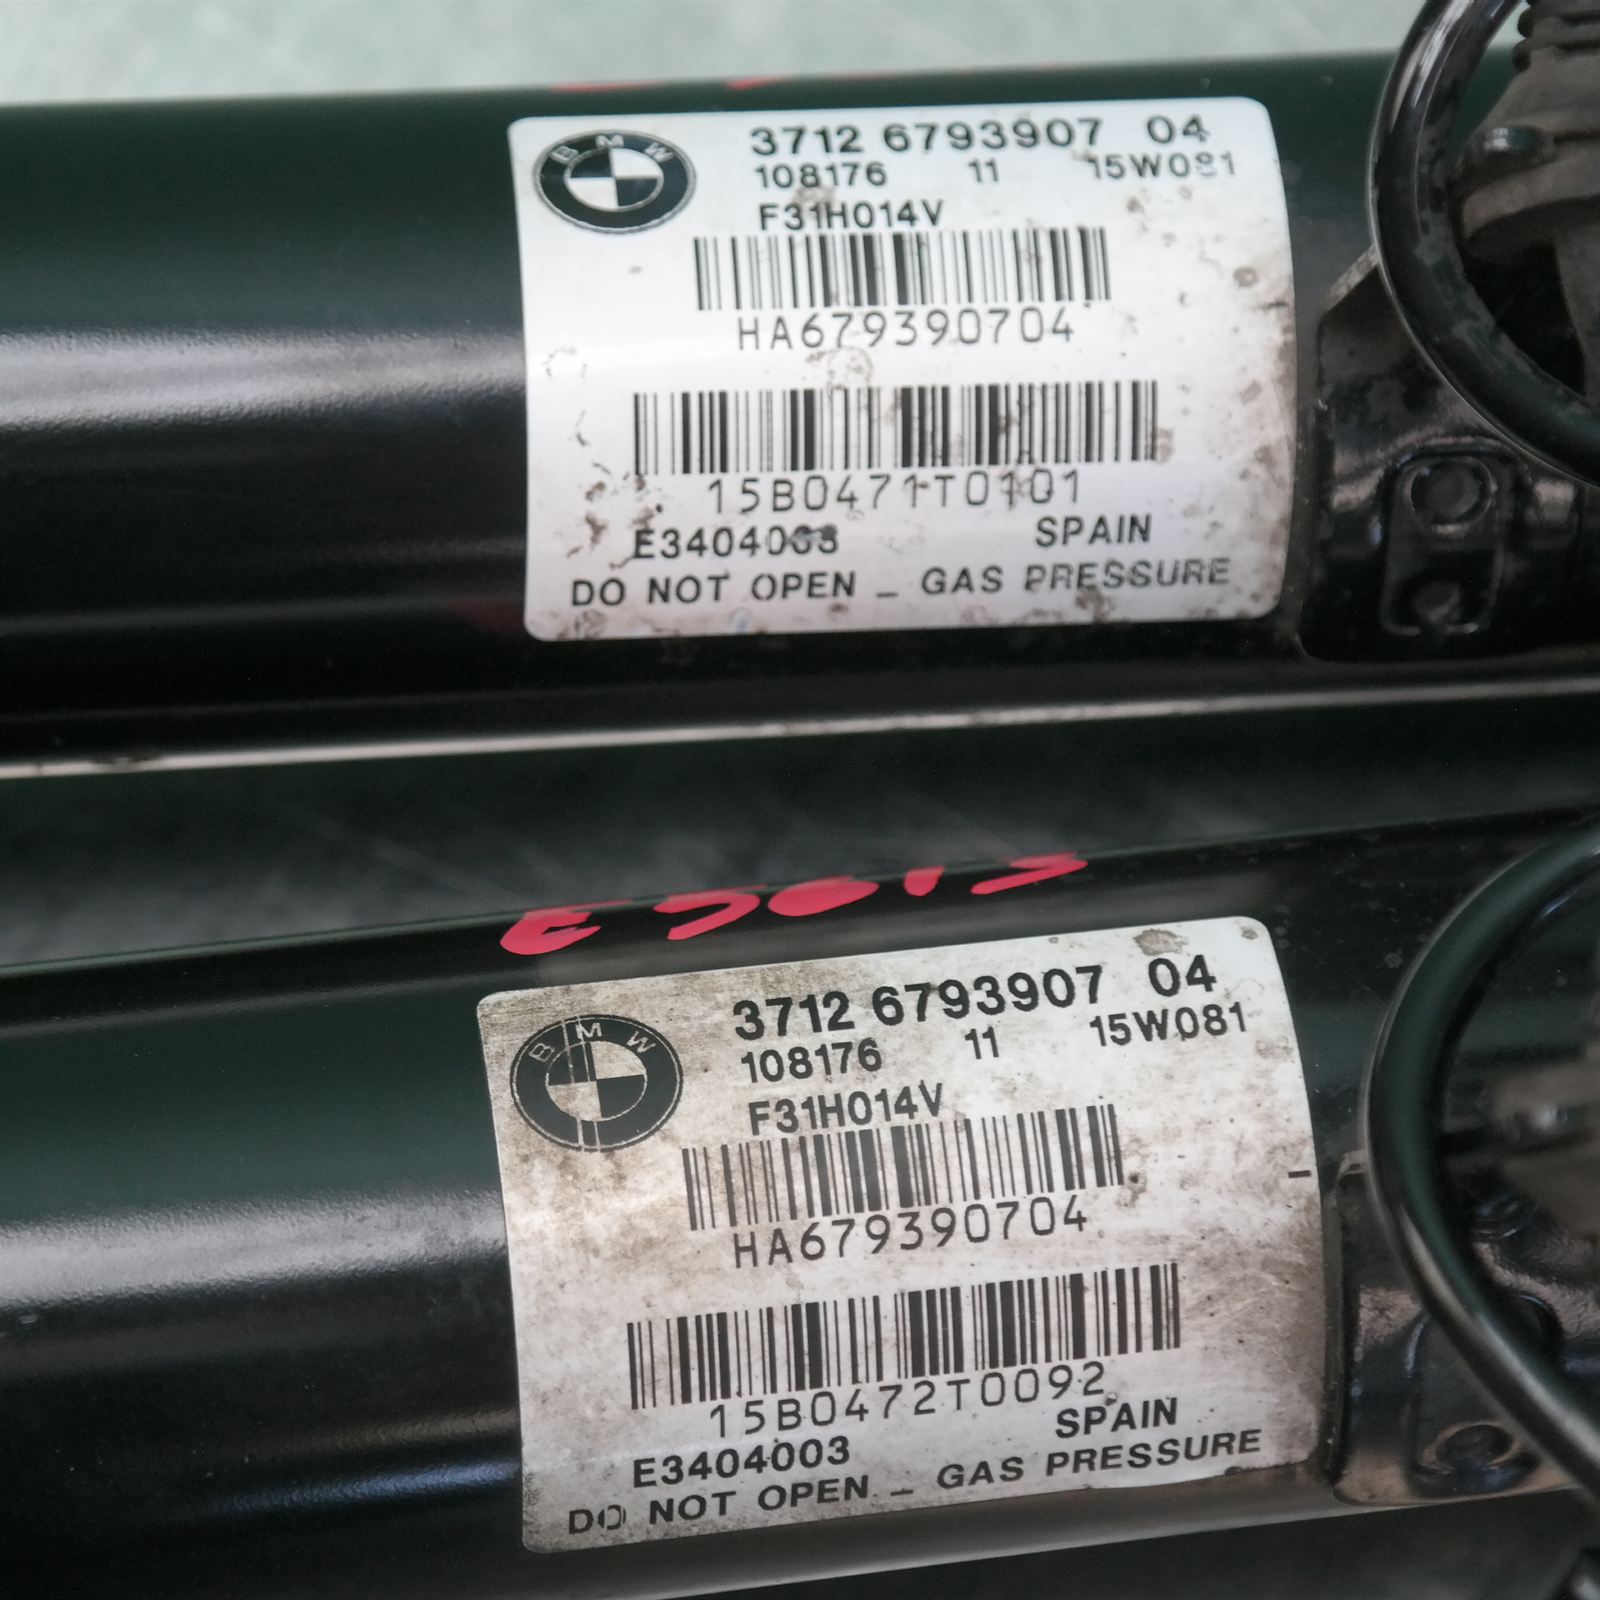 BMW
3712 6793907 04
108176 11 15W081
F31H014V
HA679390704
15B0471T0101
E3404003 SPAIN
DO NOT OPEN _ GAS PRESSURE
BMW
3712 6793907 04
108176 11 15W081
F31H014V
HA679390704
15B0472T0092
E3404003 SPAIN
DO NOT OPEN _ GAS PRESSURE